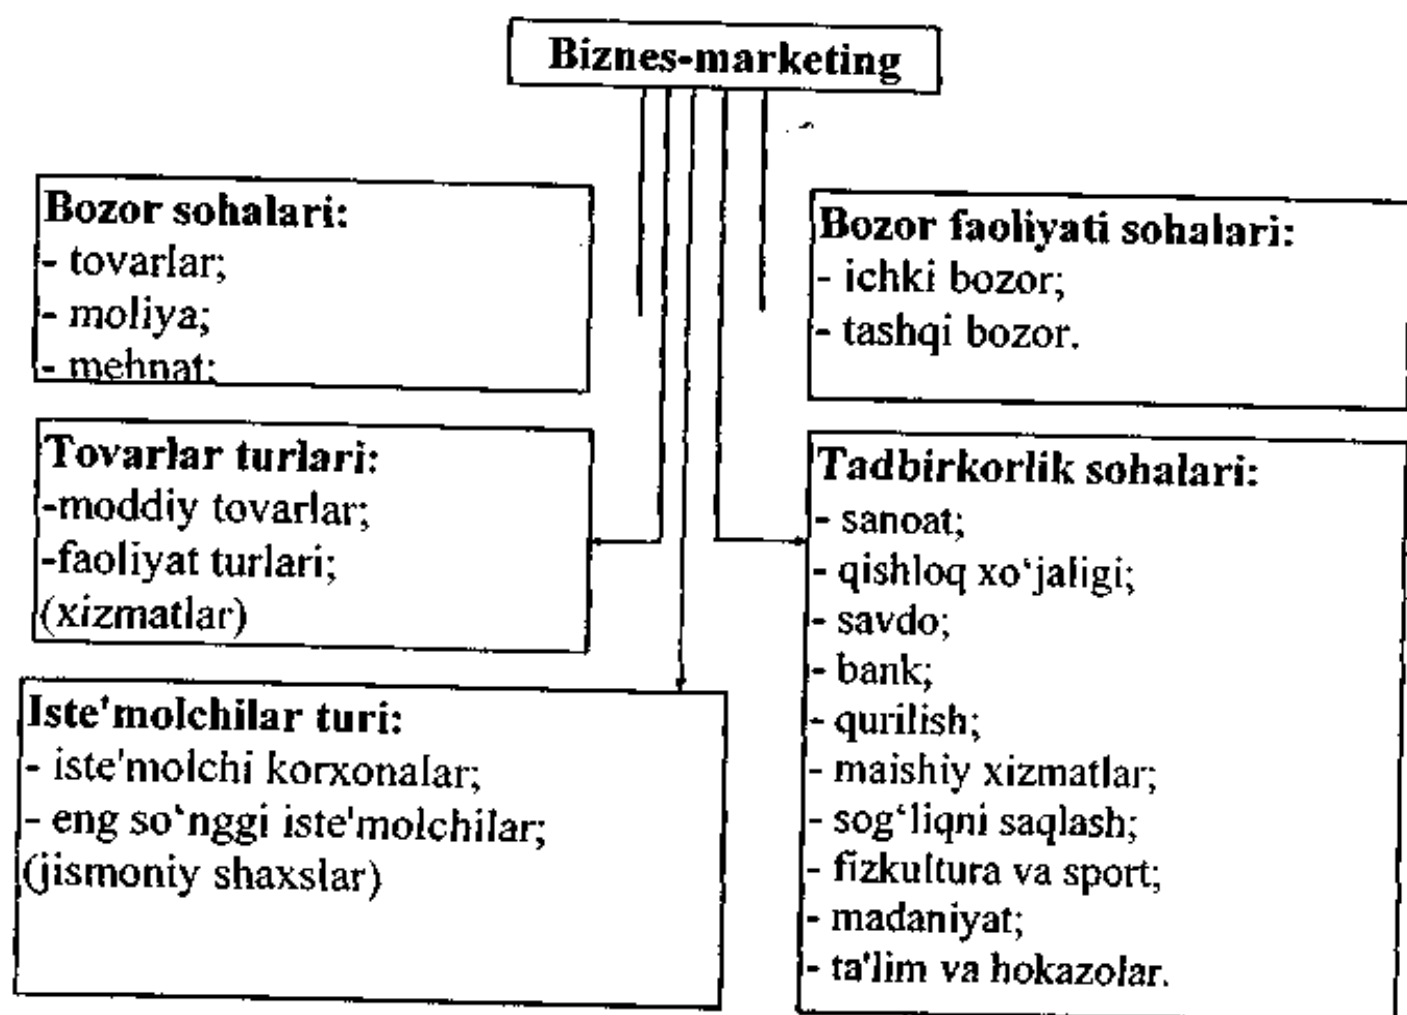 Biznes-marketing
Bozor sohalari:
- tovarlar;
- moliya;
- mehnat;
Bozor faoliyati sohalari:
- ichki bozor;
- tashqi bozor.
Tovarlar turlari:
-moddiy tovarlar;
-faoliyat turlari;
(xizmatlar)
Tadbirkorlik sohalari:
- sanoat;
- qishloq xo‘jaligi;
- savdo;
- bank;
- qurilish;
- maishiy xizmatlar;
- sog‘liqni saqlash;
- fizkultura va sport;
- madaniyat;
- ta'lim va hokazolar.
Iste'molchilar turi:
- iste'molchi korxonalar;
- eng so‘nggi iste'molchilar;
(jismoniy shaxslar)